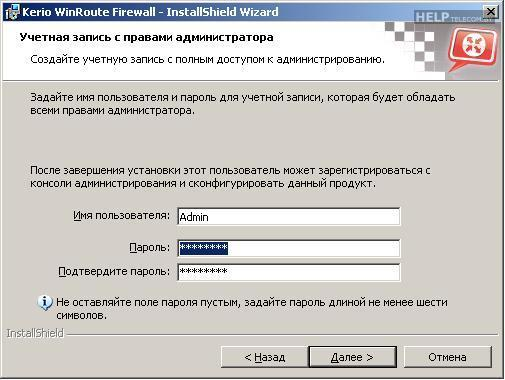 Kerio WinRoute Firewall - InstallShield Wizard
HELP TELECOM.BY
Учетная запись с правами администратора
Создайте учетную запись с полным доступом к администрированию.
Задайте имя пользователя и пароль для учетной записи, которая будет обладать
всеми правами администратора.
После завершения установки этот пользователь может зарегистрироваться с
консоли администрирования и сконфигурировать данный продукт.
Имя пользователя: Admin
Пароль: ********
Подтвердите пароль: ********
Не оставляйте поле пароля пустым, задайте пароль длиной не менее шести
символов.
InstallShield
< Назад Далее > Отмена